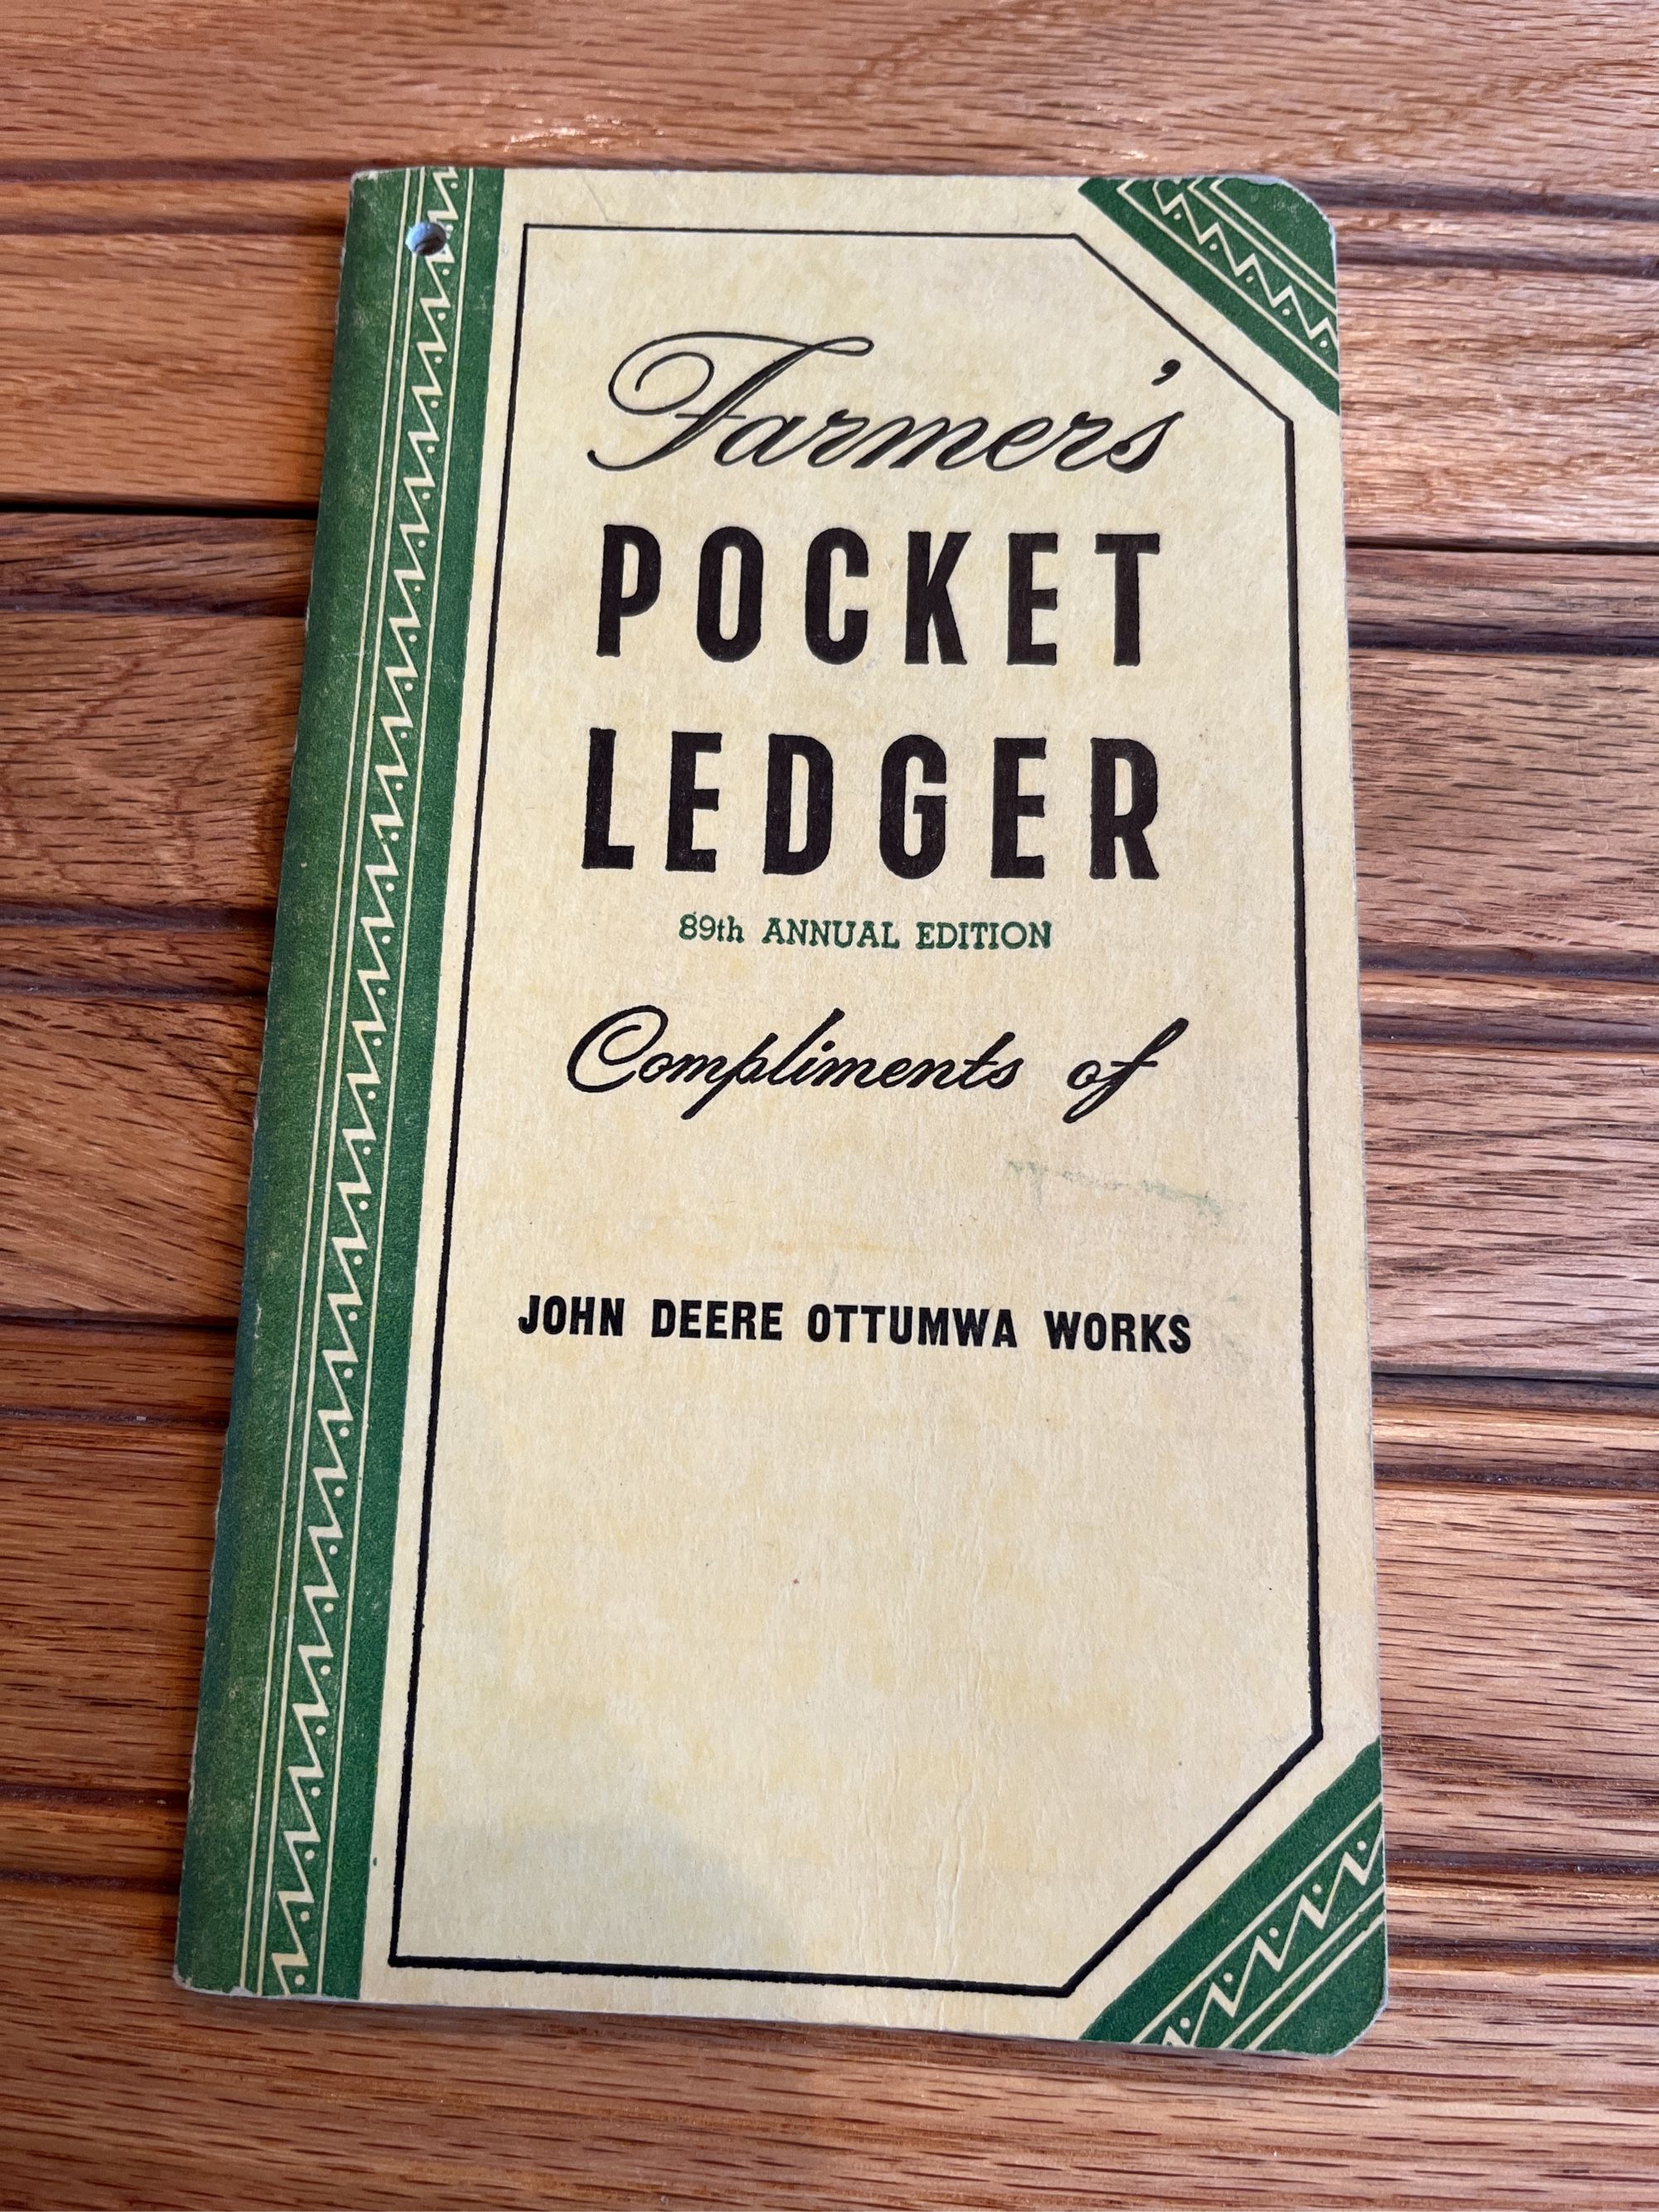 Farmer's
POCKET
LEDGER
89th ANNUAL EDITION
Compliments of
JOHN DEERE OTTUMWA WORKS